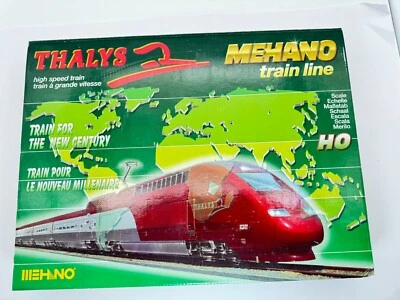 THALYS
high speed train
train à grande vitesse
MEHANO
train line
Scale
Echelle
Maßstab
Schaal
Escala
Scala
Merilo
HO
TRAIN FOR
THE NEW CENTURY
TRAIN POUR
LE NOUVEAU MILLENAIRE
THALYS
MEHANO